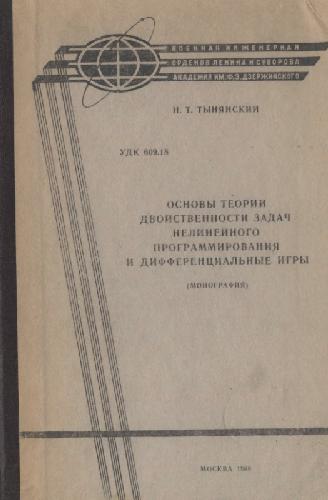 ВОЕННАЯ ИНЖЕНЕРНАЯ
ОРДЕНОВ ЛЕНИНА И СУВОРОВА
АКАДЕМИЯ ИМ. Ф.Э. ДЗЕРЖИНСКОГО
Н. Т. ТЫНЯНСКИЙ
УДК 609.18
ОСНОВЫ ТЕОРИИ
ДВОЙСТВЕННОСТИ ЗАДАЧ
НЕЛИНЕЙНОГО
ПРОГРАММИРОВАНИЯ
И ДИФФЕРЕНЦИАЛЬНЫЕ ИГРЫ
(МОНОГРАФИЯ)
МОСКВА